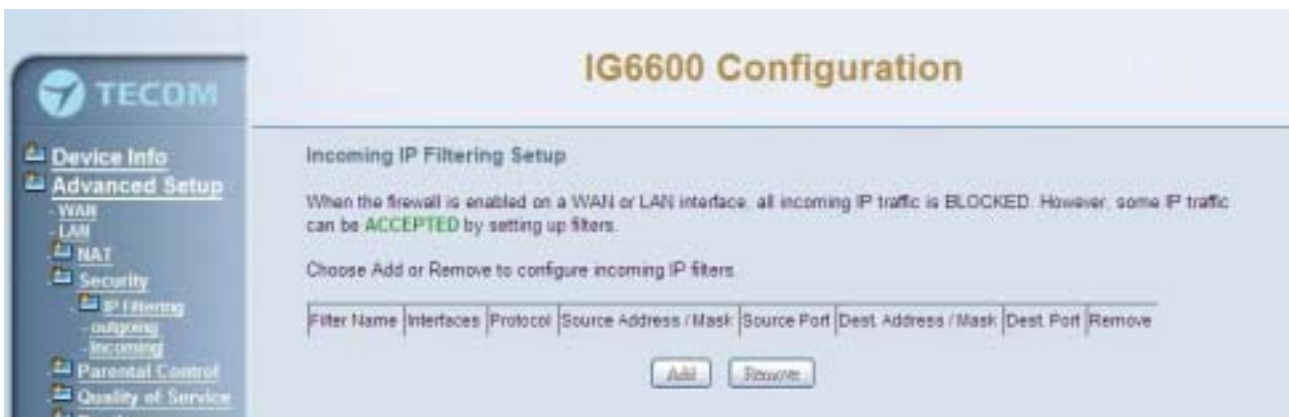 TECOM
IG6600 Configuration
Device Info
Advanced Setup
- WAN
- LAN
NAT
Security
IP Filtering
- outgoing
- Incoming
Parental Control
Quality of Service
Incoming IP Filtering Setup
When the firewall is enabled on a WAN or LAN interface, all incoming IP traffic is BLOCKED. However, some IP traffic
can be ACCEPTED by setting up filters.
Choose Add or Remove to configure incoming IP filters.
Filter Name Interfaces Protocol Source Address / Mask Source Port Dest. Address / Mask Dest. Port Remove
Add Remove